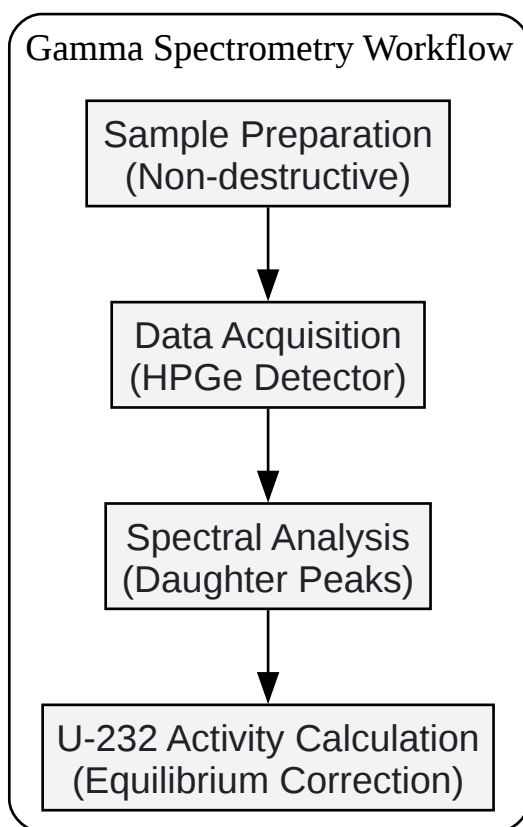 Gamma Spectrometry Workflow
Sample Preparation
(Non-destructive)
Data Acquisition
(HPGe Detector)
Spectral Analysis
(Daughter Peaks)
U-232 Activity Calculation
(Equilibrium Correction)